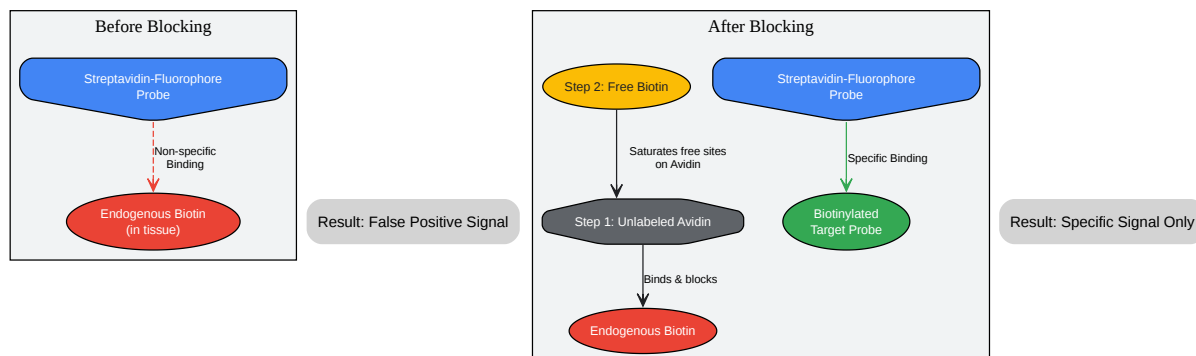 Before Blocking
Streptavidin-Fluorophore
Probe
Non-specific
Binding
Endogenous Biotin
(in tissue)
Result: False Positive Signal
After Blocking
Step 2: Free Biotin
Saturates free sites
on Avidin
Step 1: Unlabeled Avidin
Binds & blocks
Endogenous Biotin
Streptavidin-Fluorophore
Probe
Specific Binding
Biotinylated
Target Probe
Result: Specific Signal Only